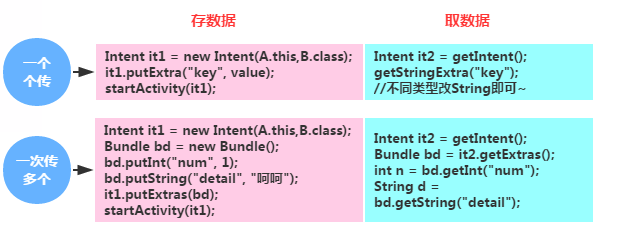 存数据
取数据
一个
个传
Intent it1 = new Intent(A.this,B.class);
it1.putExtra("key", value);
startActivity(it1);
Intent it2 = getIntent();
getStringExtra("key");
//不同类型改String即可~
一次传
多个
Intent it1 = new Intent(A.this,B.class);
Bundle bd = new Bundle();
bd.putInt("num", 1);
bd.putString("detail", "呵呵");
it1.putExtras(bd);
startActivity(it1);
Intent it2 = getIntent();
Bundle bd = it2.getExtras();
int n = bd.getInt("num");
String d =
bd.getString("detail");